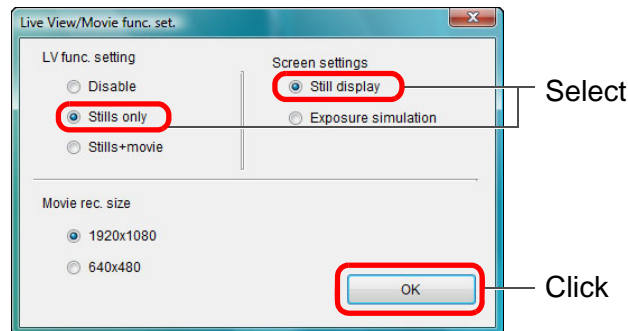 Live View/Movie func. set.
LV func. setting
Disable
Stills only
Stills+movie
Screen settings
Still display
Exposure simulation
Select
Movie rec. size
1920x1080
640x480
OK
Click